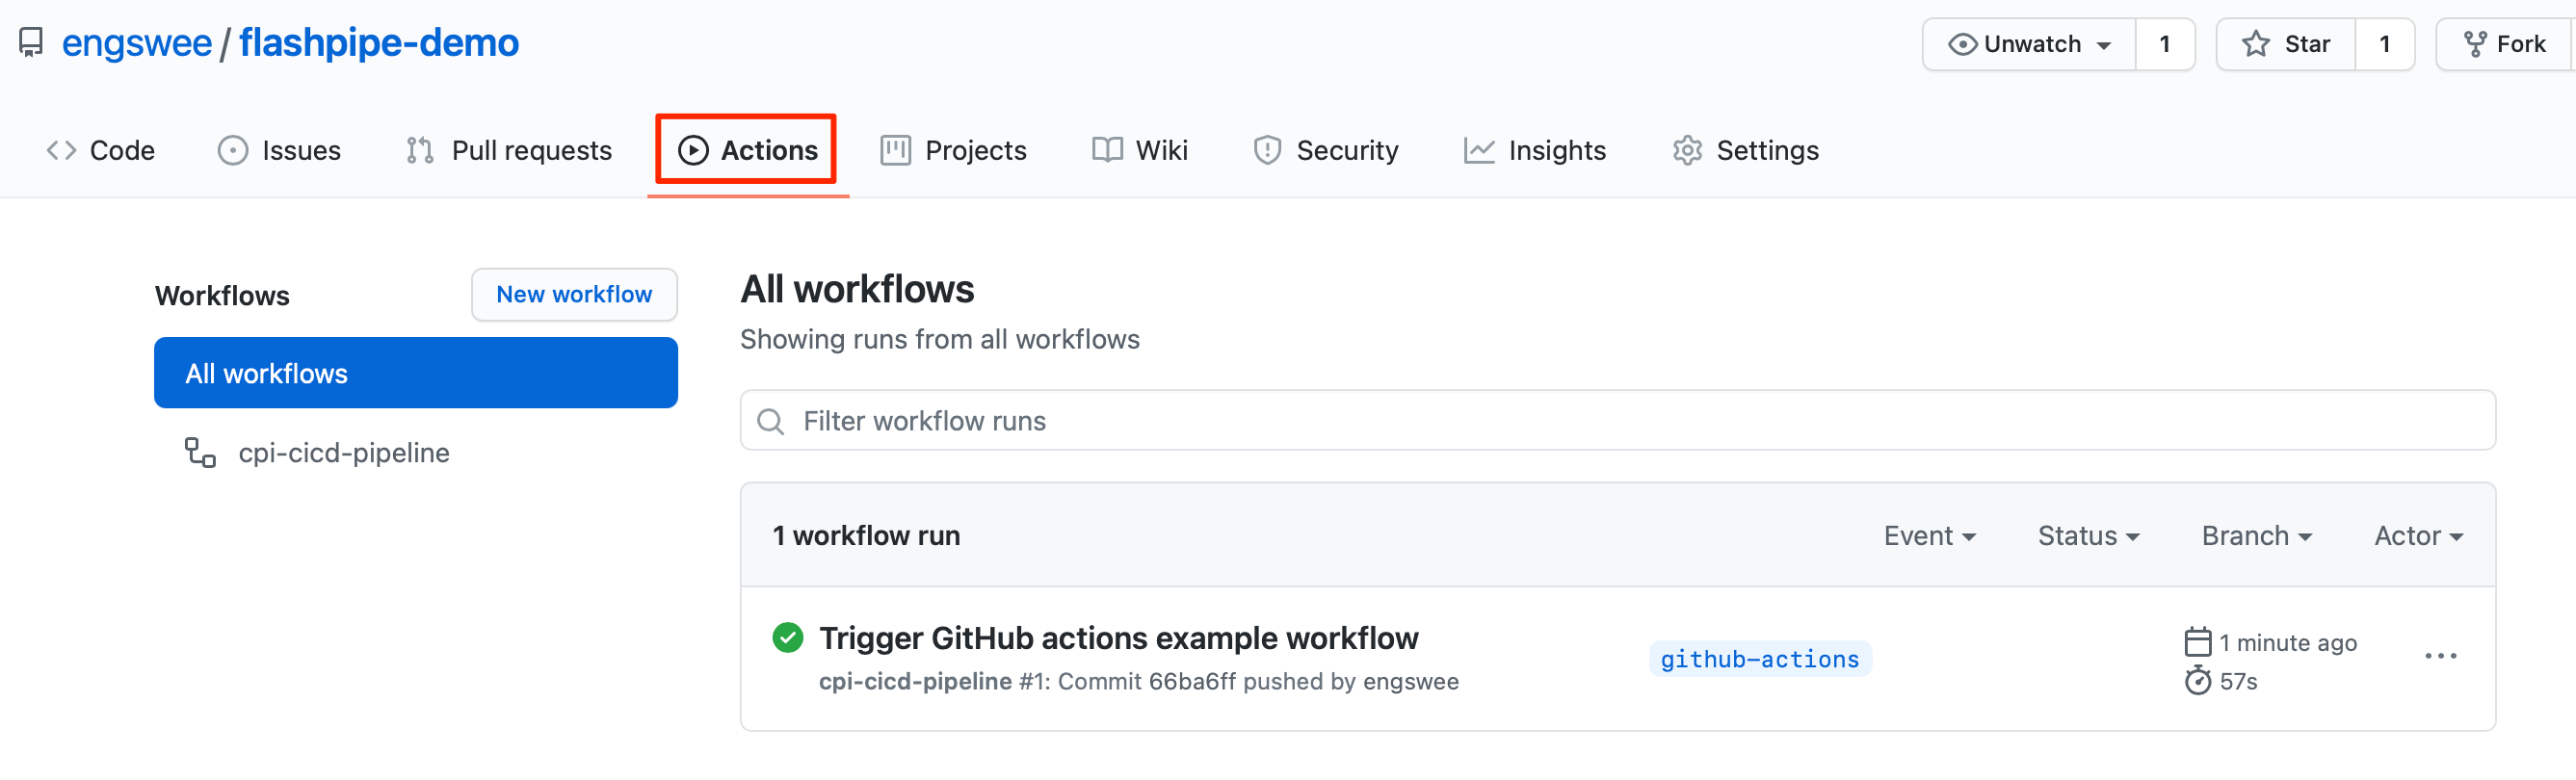 engswee / flashpipe-demo
Unwatch 1 Star 1 Fork
Code Issues Pull requests Actions Projects Wiki Security Insights Settings
Workflows New workflow
All workflows
cpi-cicd-pipeline
All workflows
Showing runs from all workflows
Filter workflow runs
1 workflow run Event Status Branch Actor
Trigger GitHub actions example workflow
cpi-cicd-pipeline #1: Commit 66ba6ff pushed by engswee
github-actions
1 minute ago
57s